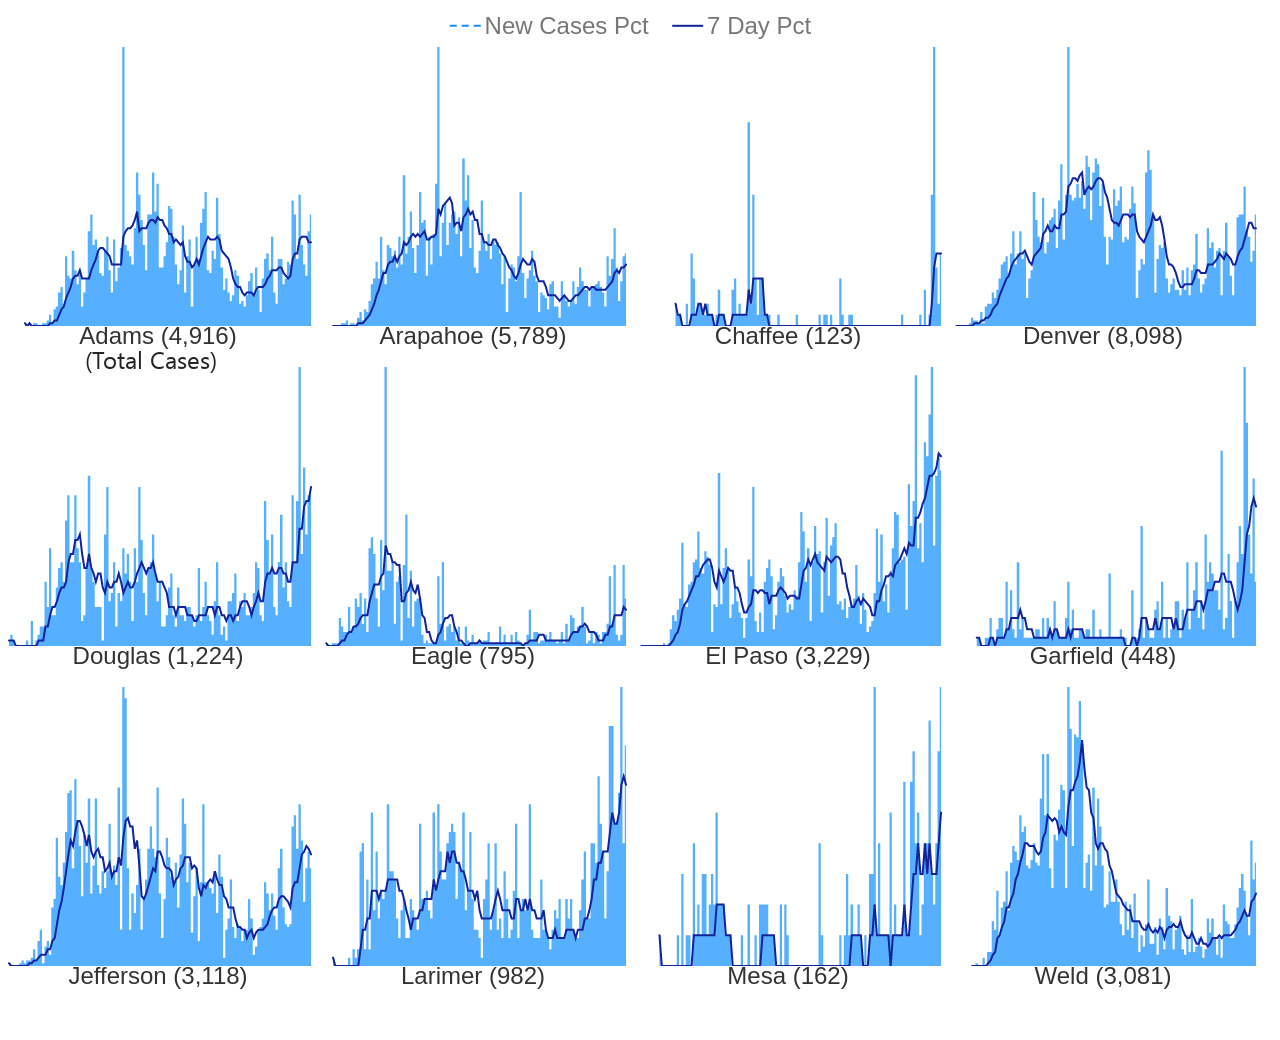 New Cases Pct 7 Day Pct
Adams (4,916) Arapahoe (5,789) Chaffee (123) Denver (8,098)
(Total Cases)
Douglas (1,224) Eagle (795) El Paso (3,229) Garfield (448)
Jefferson (3,118) Larimer (982) Mesa (162) Weld (3,081)